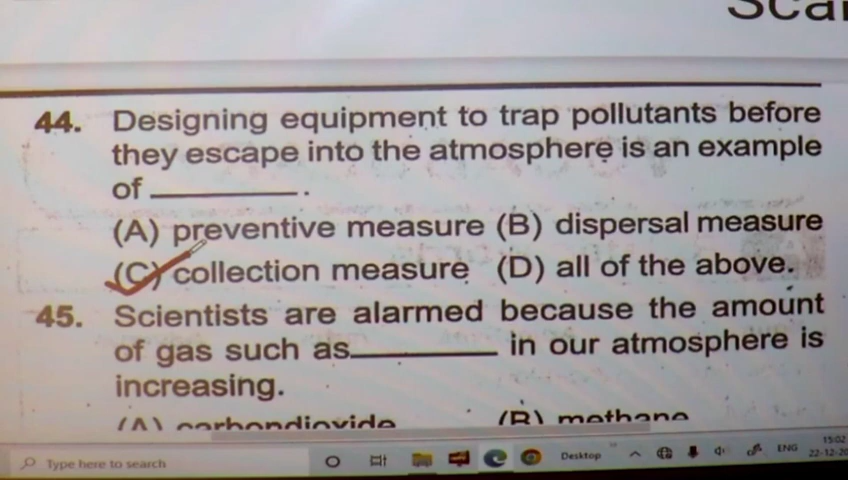 44. Designing equipment to trap pollutants before
they escape into the atmosphere is an example
of ________ .
(A) preventive measure (B) dispersal measure
(C) collection measure (D) all of the above.
45. Scientists are alarmed because the amount
of gas such as________ in our atmosphere is
increasing.
(A) carbondioxide (B) methane
Type here to search Desktop ENG 15:02